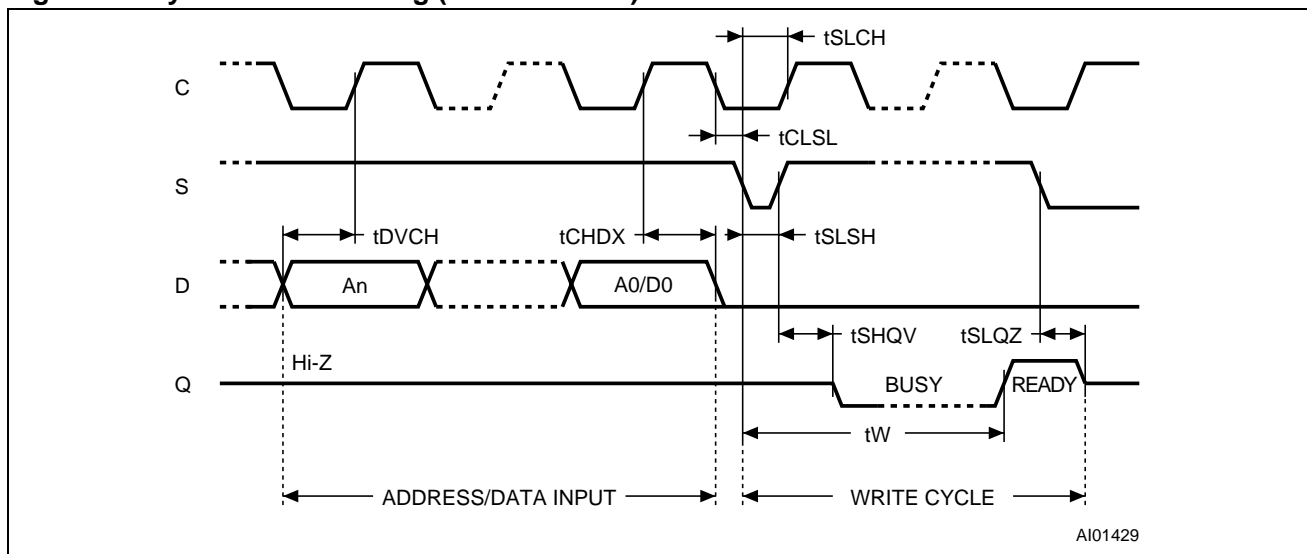 tSLCH
C
tCLSL
S
tDVCH
tCHDX
tSLSH
D
An
A0/D0
tSHQV
tSLQZ
Hi-Z
Q
BUSY
READY
tW
ADDRESS/DATA INPUT
WRITE CYCLE
AI01429